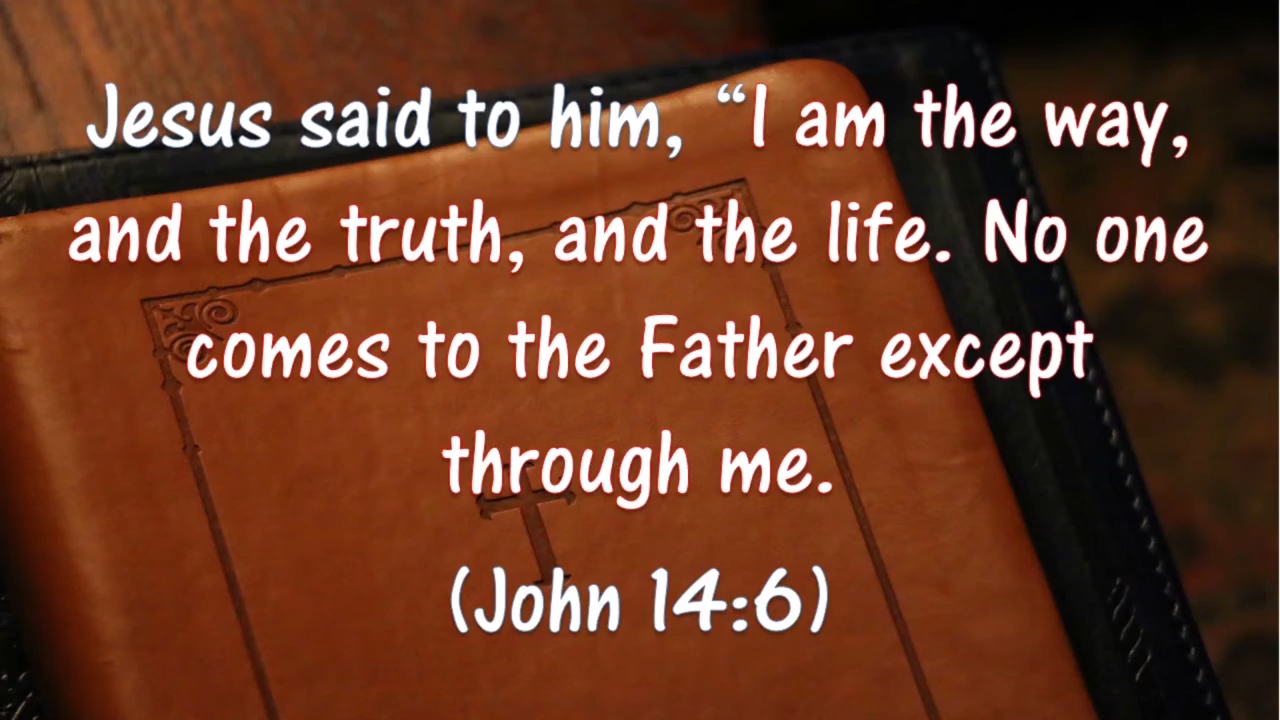 Jesus said to him, “I am the way,
and the truth, and the life. No one
comes to the Father except
through me.
(John 14:6)